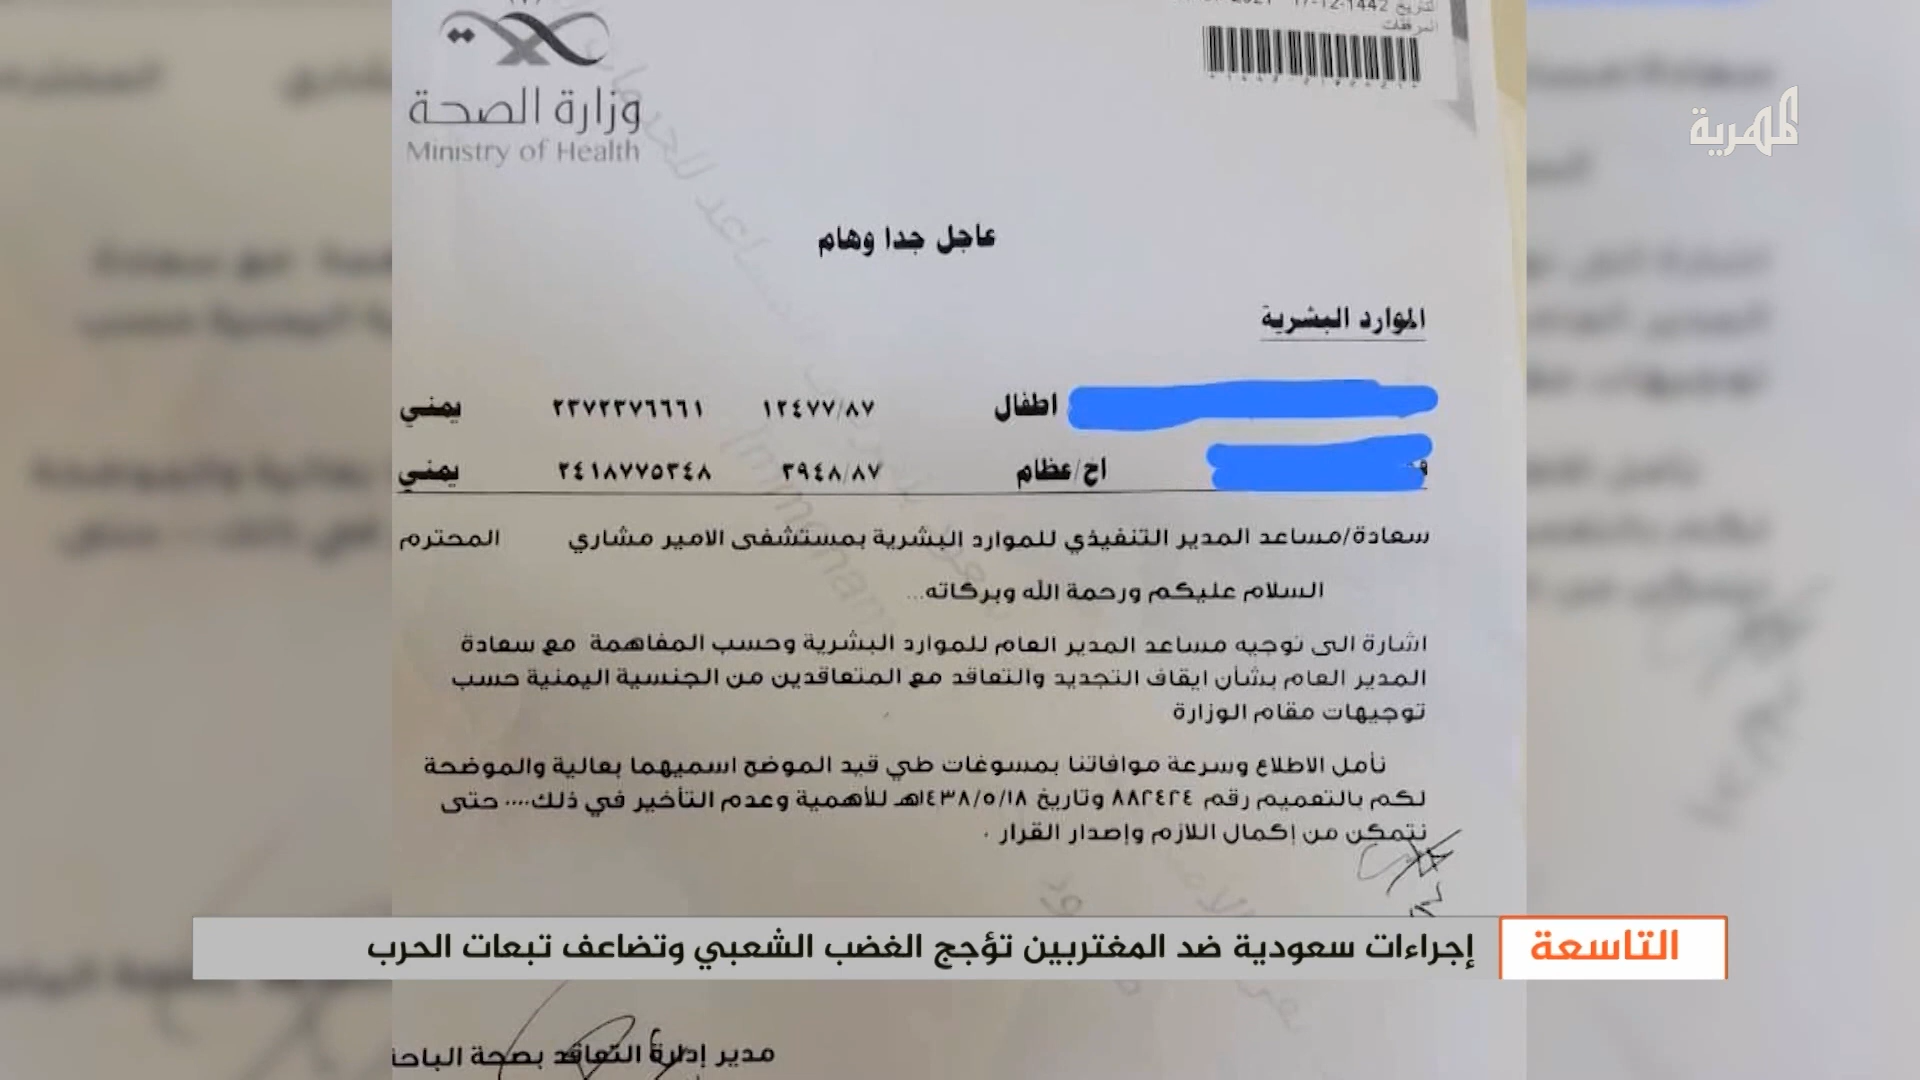 التاريخ 1442-12-17
المرفقات
المهرية
وزارة الصحة
Ministry of Health
عاجل جدا وهام
الموارد البشرية
اطفال ١٢٤٧٧/٨٧ ٢٣٧٢٣٧٦٦٦١ يمني
اخ/عظام ٣٩٤٨/٨٧ ٢٤١٨٧٧٥٣٤٨ يمني
سعادة/مساعد المدير التنفيذي للموارد البشرية بمستشفى الامير مشاري المحترم
السلام عليكم ورحمة الله وبركاته...
اشارة الى توجيه مساعد المدير العام للموارد البشرية وحسب المفاهمة مع سعادة
المدير العام بشأن ايقاف التجديد والتعاقد مع المتعاقدين من الجنسية اليمنية حسب
توجيهات مقام الوزارة
نأمل الاطلاع وسرعة موافاتنا بمسوغات طي قيد الموضح اسميهما بعالية والموضحة
لكم بالتعميم رقم ٨٨٢٤٢٤ وتاريخ ١٤٣٨/٥/١٨هـ للأهمية وعدم التأخير في ذلك.... حتى
نتمكن من إكمال اللازم وإصدار القرار .
التاسعة
إجراءات سعودية ضد المغتربين تؤجج الغضب الشعبي وتضاعف تبعات الحرب
مدير إدارة التعاقد بصحة